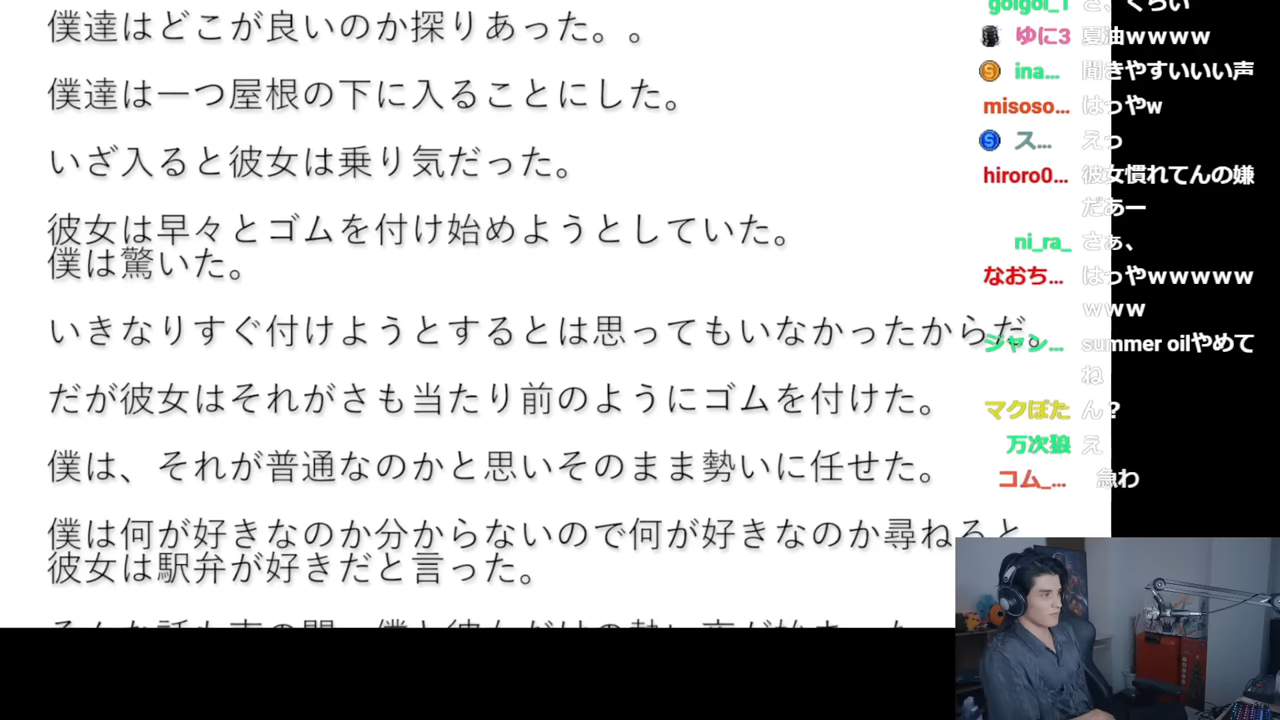 僕達はどこが良いのか探りあった。。
僕達は一つ屋根の下に入ることにした。
いざ入ると彼女は乗り気だった。
彼女は早々とゴムを付け始めようとしていた。
僕は驚いた。
いきなりすぐ付けようとするとは思ってもいなかったからだ。
だが彼女はそれがさも当たり前のようにゴムを付けた。
僕は、それが普通なのかと思いそのまま勢いに任せた。
僕は何が好きなのか分からないので何が好きなのか尋ねると
彼女は駅弁が好きだと言った。
goigoi_1 さ、くらい
ゆに3 夏油wwww
ina... 聞きやすいいい声
misoso... はっやw
ス... えっ
hiroro0... 彼女慣れてんの嫌
だあー
ni_ra_ さぁ、
なおち... はっやwwwww
www
ジャン... summer oilやめて
ね
マクぽた ん？
万次狼 え
コム_... 急わ